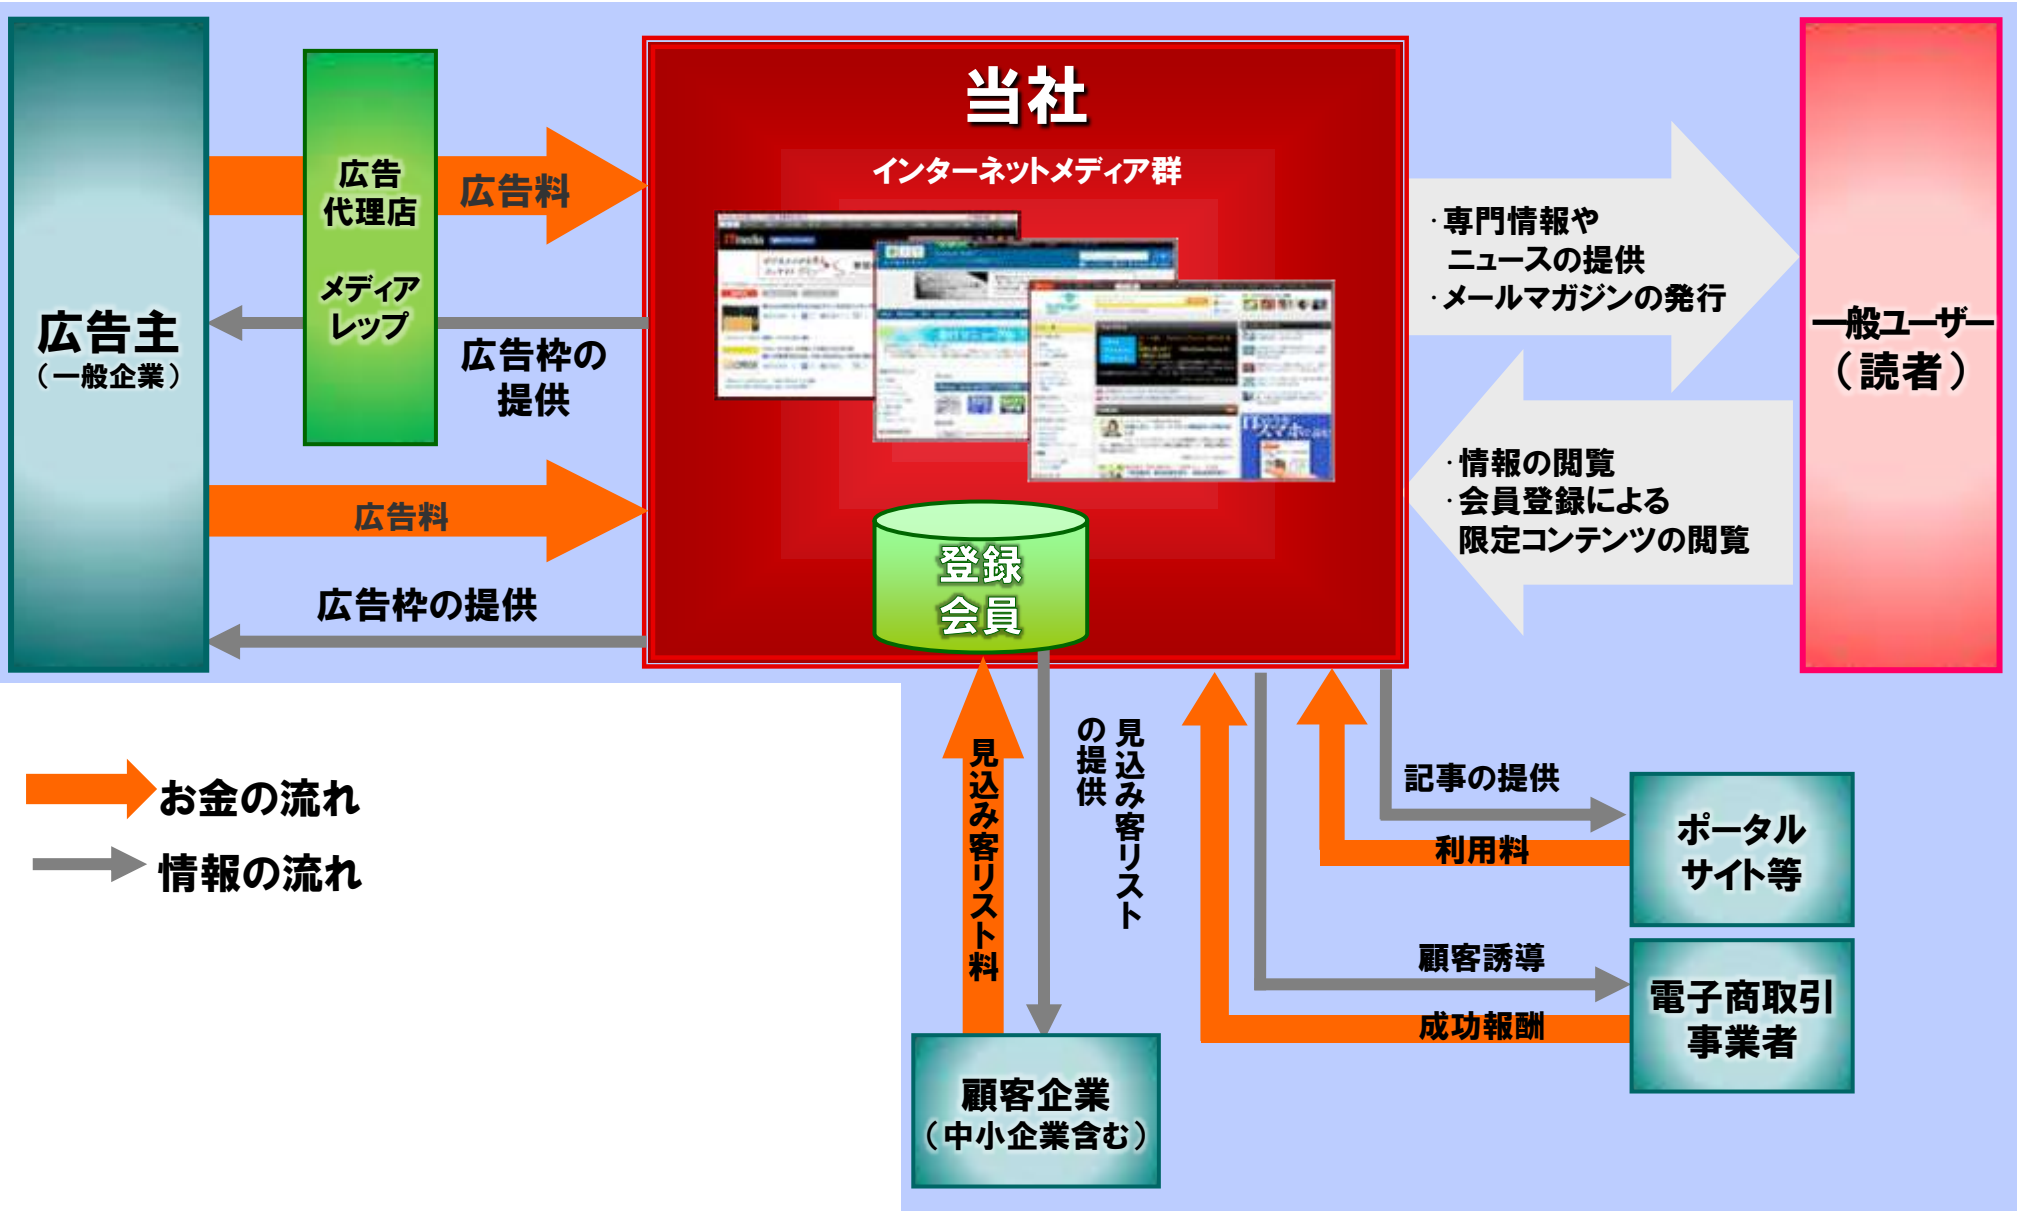 当社
インターネットメディア群
広告主
（一般企業）
広告
代理店
メディア
レップ
広告料
広告枠の
提供
広告料
広告枠の提供
登録
会員
・専門情報や
ニュースの提供
・メールマガジンの発行
・情報の閲覧
・会員登録による
限定コンテンツの閲覧
一般ユーザー
（読者）
お金の流れ
情報の流れ
見込み客リスト料
見込み客リスト
の提供
顧客企業
（中小企業含む）
記事の提供
利用料
ポータル
サイト等
顧客誘導
成功報酬
電子商取引
事業者